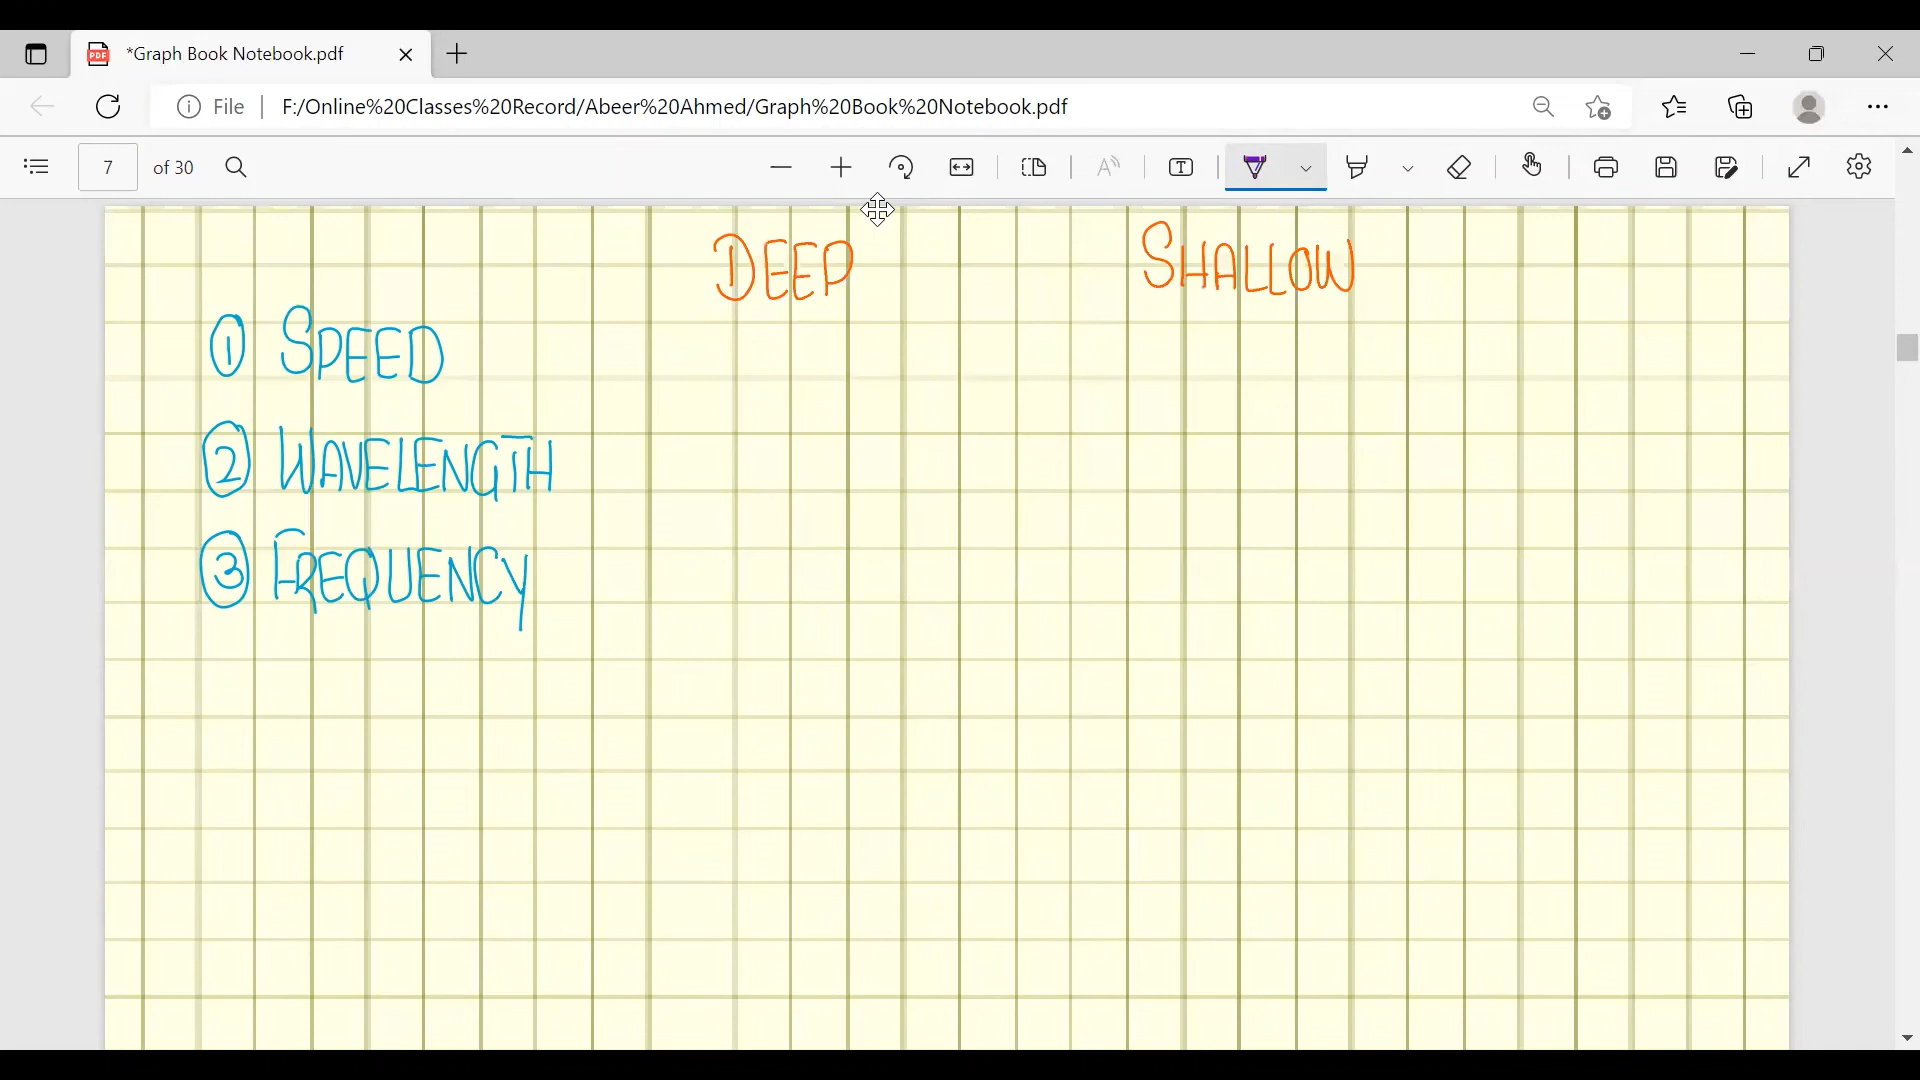 *Graph Book Notebook.pdf
File F:/Online%20Classes%20Record/Abeer%20Ahmed/Graph%20Book%20Notebook.pdf
7 of 30
DEEP SHALLOW
① SPEED
② WAVELENGTH
③ FREQUENCY